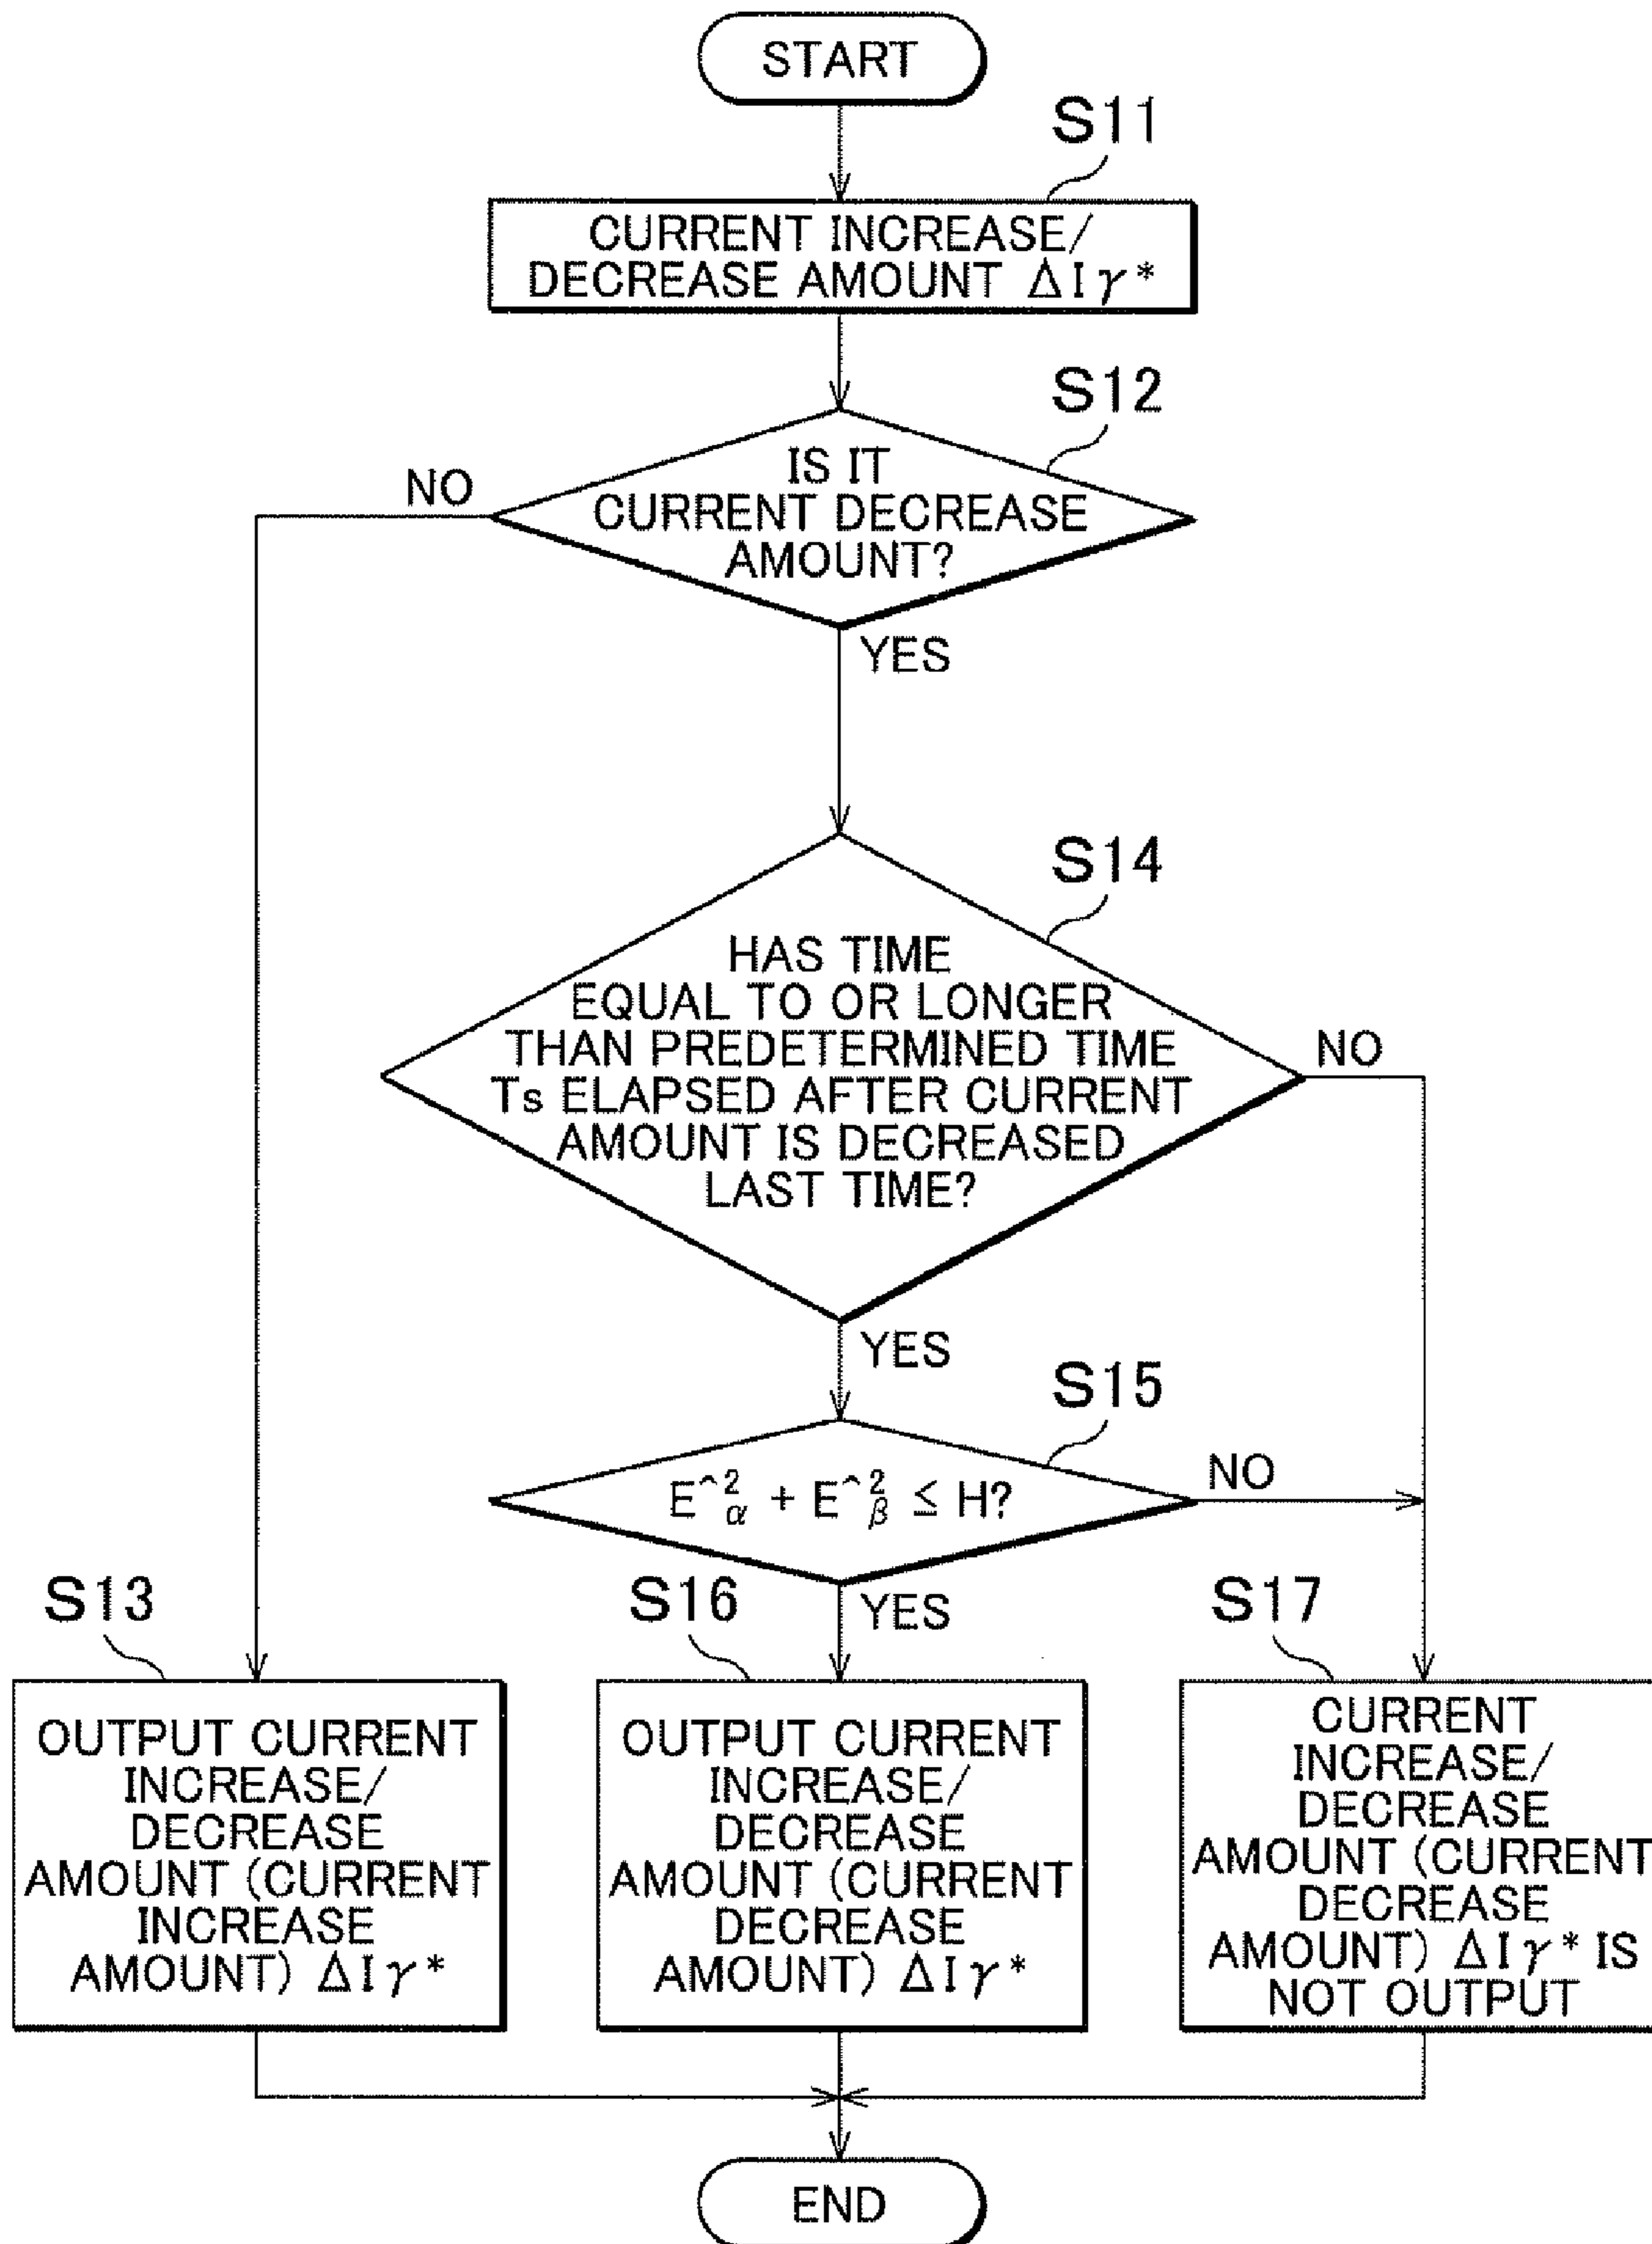 START
S11
CURRENT INCREASE/
DECREASE AMOUNT ΔIγ*
S12
IS IT
CURRENT DECREASE
AMOUNT?
NO
YES
S14
HAS TIME
EQUAL TO OR LONGER
THAN PREDETERMINED TIME
Ts ELAPSED AFTER CURRENT
AMOUNT IS DECREASED
LAST TIME?
NO
YES
S15
E^²α + E^²β ≤ H?
NO
YES
S13
OUTPUT CURRENT
INCREASE/
DECREASE
AMOUNT (CURRENT
INCREASE
AMOUNT) ΔIγ*
S16
OUTPUT CURRENT
INCREASE/
DECREASE
AMOUNT (CURRENT
DECREASE
AMOUNT) ΔIγ*
S17
CURRENT
INCREASE/
DECREASE
AMOUNT (CURRENT
DECREASE
AMOUNT) ΔIγ* IS
NOT OUTPUT
END